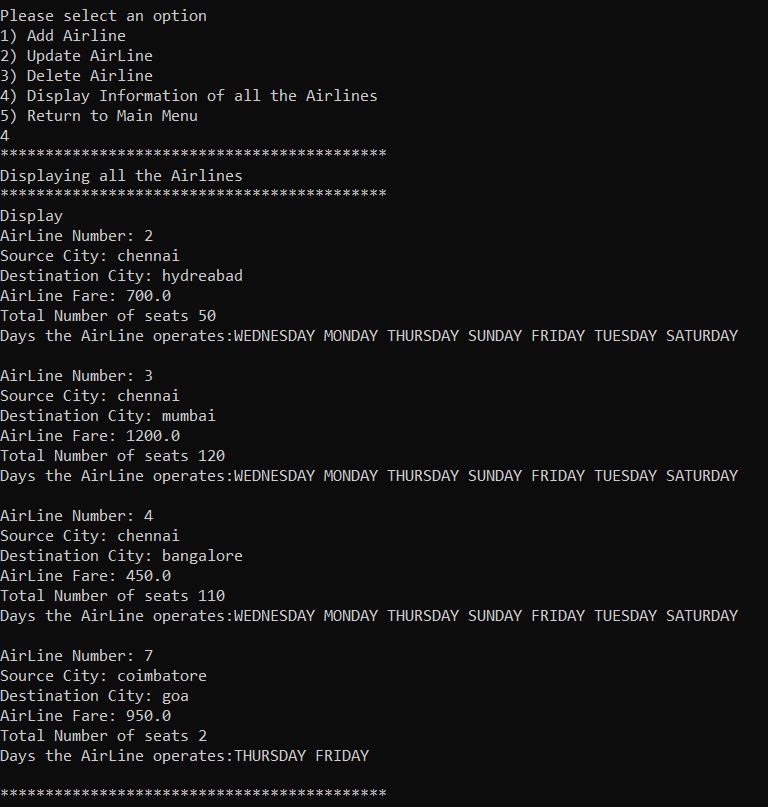 Please select an option
1) Add Airline
2) Update AirLine
3) Delete Airline
4) Display Information of all the Airlines
5) Return to Main Menu
4
*******************************************
Displaying all the Airlines
*******************************************
Display
AirLine Number: 2
Source City: chennai
Destination City: hydreabad
AirLine Fare: 700.0
Total Number of seats 50
Days the AirLine operates:WEDNESDAY MONDAY THURSDAY SUNDAY FRIDAY TUESDAY SATURDAY

AirLine Number: 3
Source City: chennai
Destination City: mumbai
AirLine Fare: 1200.0
Total Number of seats 120
Days the AirLine operates:WEDNESDAY MONDAY THURSDAY SUNDAY FRIDAY TUESDAY SATURDAY

AirLine Number: 4
Source City: chennai
Destination City: bangalore
AirLine Fare: 450.0
Total Number of seats 110
Days the AirLine operates:WEDNESDAY MONDAY THURSDAY SUNDAY FRIDAY TUESDAY SATURDAY

AirLine Number: 7
Source City: coimbatore
Destination City: goa
AirLine Fare: 950.0
Total Number of seats 2
Days the AirLine operates:THURSDAY FRIDAY

*******************************************